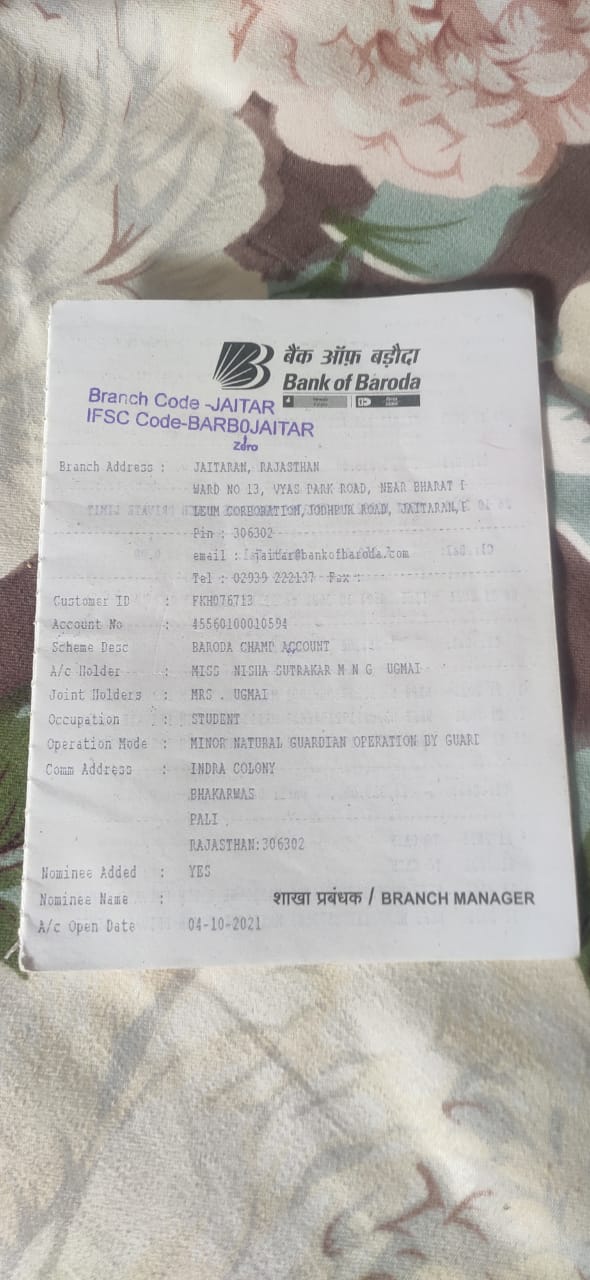 बैंक ऑफ़ बड़ौदा
Bank of Baroda
Branch Code -JAITAR
IFSC Code-BARB0JAITAR
Zero
Branch Address : JAITARAN, RAJASTHAN
WARD NO 13, VYAS PARK ROAD, NEAR BHARAT
LEUM CORPORATION, JODHPUR ROAD, JAITARAN,
Pin : 306302
email : jaitar@bankofbaroda.com
Tel : 02939 222137 Fax :
Customer ID : FKH076713
Account No : 45560100010594
Scheme Desc BARODA CHAMP ACCOUNT
A/c Holder : MISS NISHA SUTRAKAR M N G UGMAI
Joint Holders : MRS . UGMAI
Occupation : STUDENT
Operation Mode : MINOR NATURAL GUARDIAN OPERATION BY GUARD
Comm Address : INDRA COLONY
BHAKARWAS
PALI
RAJASTHAN:306302
Nominee Added : YES
Nominee Name :
शाखा प्रबंधक / BRANCH MANAGER
A/c Open Date 04-10-2021